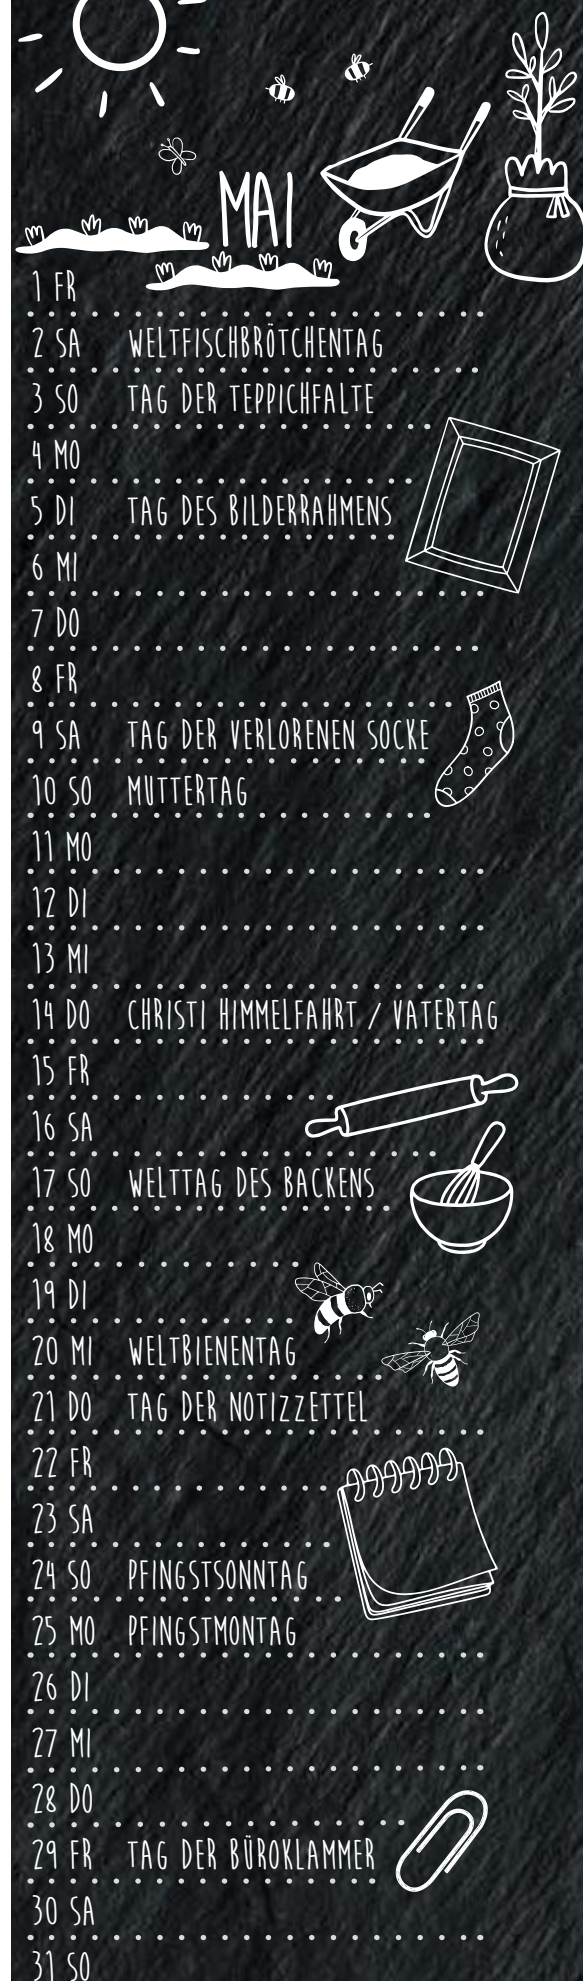 MAI
1 FR
2 SA WELTFISCHBRÖTCHENTAG
3 SO TAG DER TEPPICHFALTE
4 MO
5 DI TAG DES BILDERRAHMENS
6 MI
7 DO
8 FR
9 SA TAG DER VERLORENEN SOCKE
10 SO MUTTERTAG
11 MO
12 DI
13 MI
14 DO CHRISTI HIMMELFAHRT / VATERTAG
15 FR
16 SA
17 SO WELTTAG DES BACKENS
18 MO
19 DI
20 MI WELTBIENENTAG
21 DO TAG DER NOTIZZETTEL
22 FR
23 SA
24 SO PFINGSTSONNTAG
25 MO PFINGSTMONTAG
26 DI
27 MI
28 DO
29 FR TAG DER BÜROKLAMMER
30 SA
31 SO